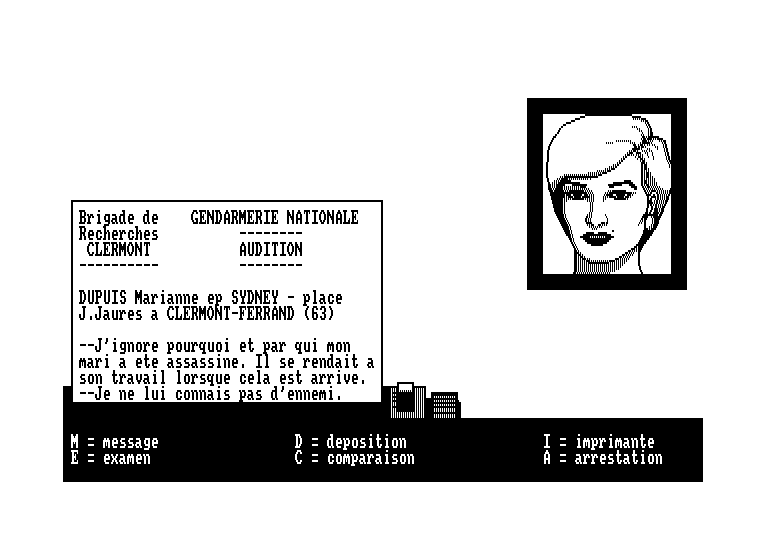 Brigade de    GENDARMERIE NATIONALE
Recherches          --------
 CLERMONT           AUDITION
----------          --------
DUPUIS Marianne ep SYDNEY - place
J.Jaures a CLERMONT-FERRAND (63)
--J'ignore pourquoi et par qui mon
mari a ete assassine. Il se rendait a
son travail lorsque cela est arrive.
--Je ne lui connais pas d'ennemi.
M = message    D = deposition    I = imprimante
E = examen    C = comparaison    A = arrestation